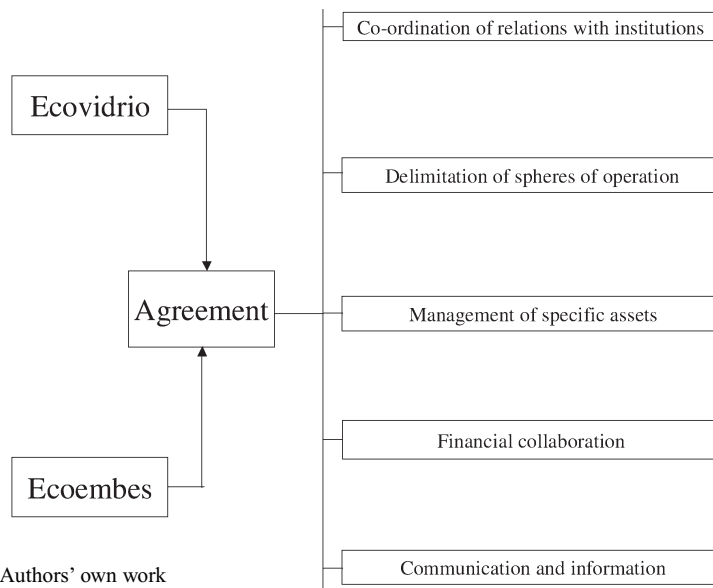 Co-ordination of relations with institutions
Ecovidrio
Delimitation of spheres of operation
Agreement
Management of specific assets
Financial collaboration
Ecoembes
Communication and information
Authors’ own work